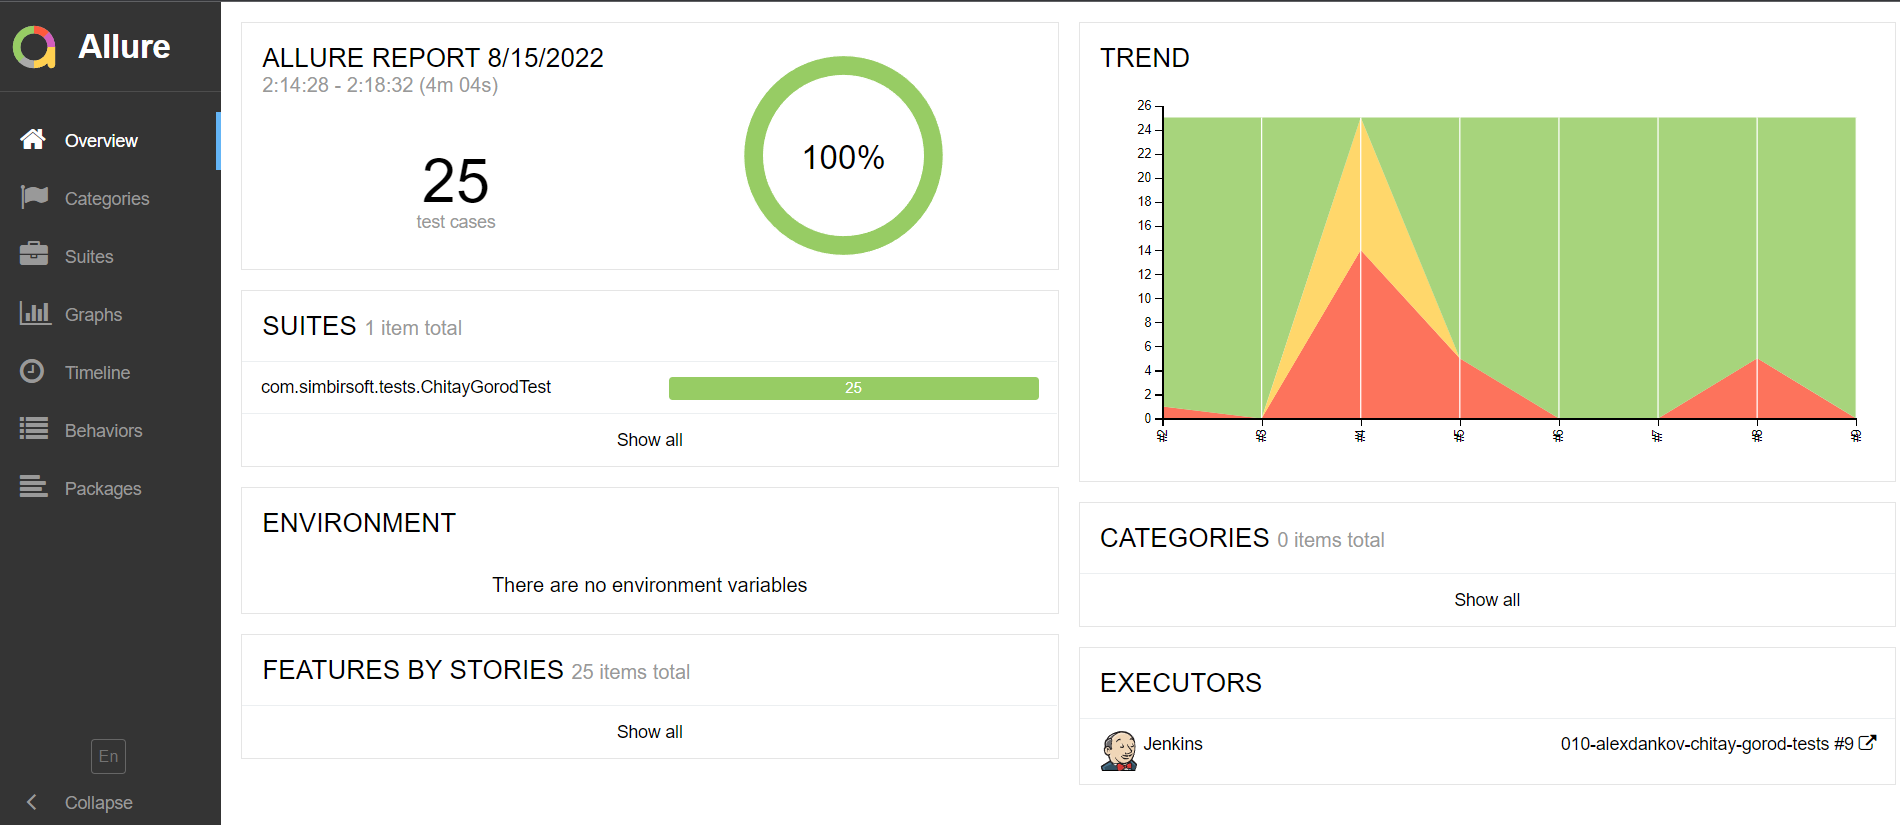 Allure
Overview
Categories
Suites
Graphs
Timeline
Behaviors
Packages
En
Collapse
ALLURE REPORT 8/15/2022
2:14:28 - 2:18:32 (4m 04s)
25
test cases
100%
SUITES 1 item total
com.simbirsoft.tests.ChitayGorodTest 25
Show all
ENVIRONMENT
There are no environment variables
FEATURES BY STORIES 25 items total
Show all
TREND
26
24
22
20
18
16
14
12
10
8
6
4
2
0
#2 #3 #4 #5 #6 #7 #8 #9
CATEGORIES 0 items total
Show all
EXECUTORS
Jenkins 010-alexdankov-chitay-gorod-tests #9